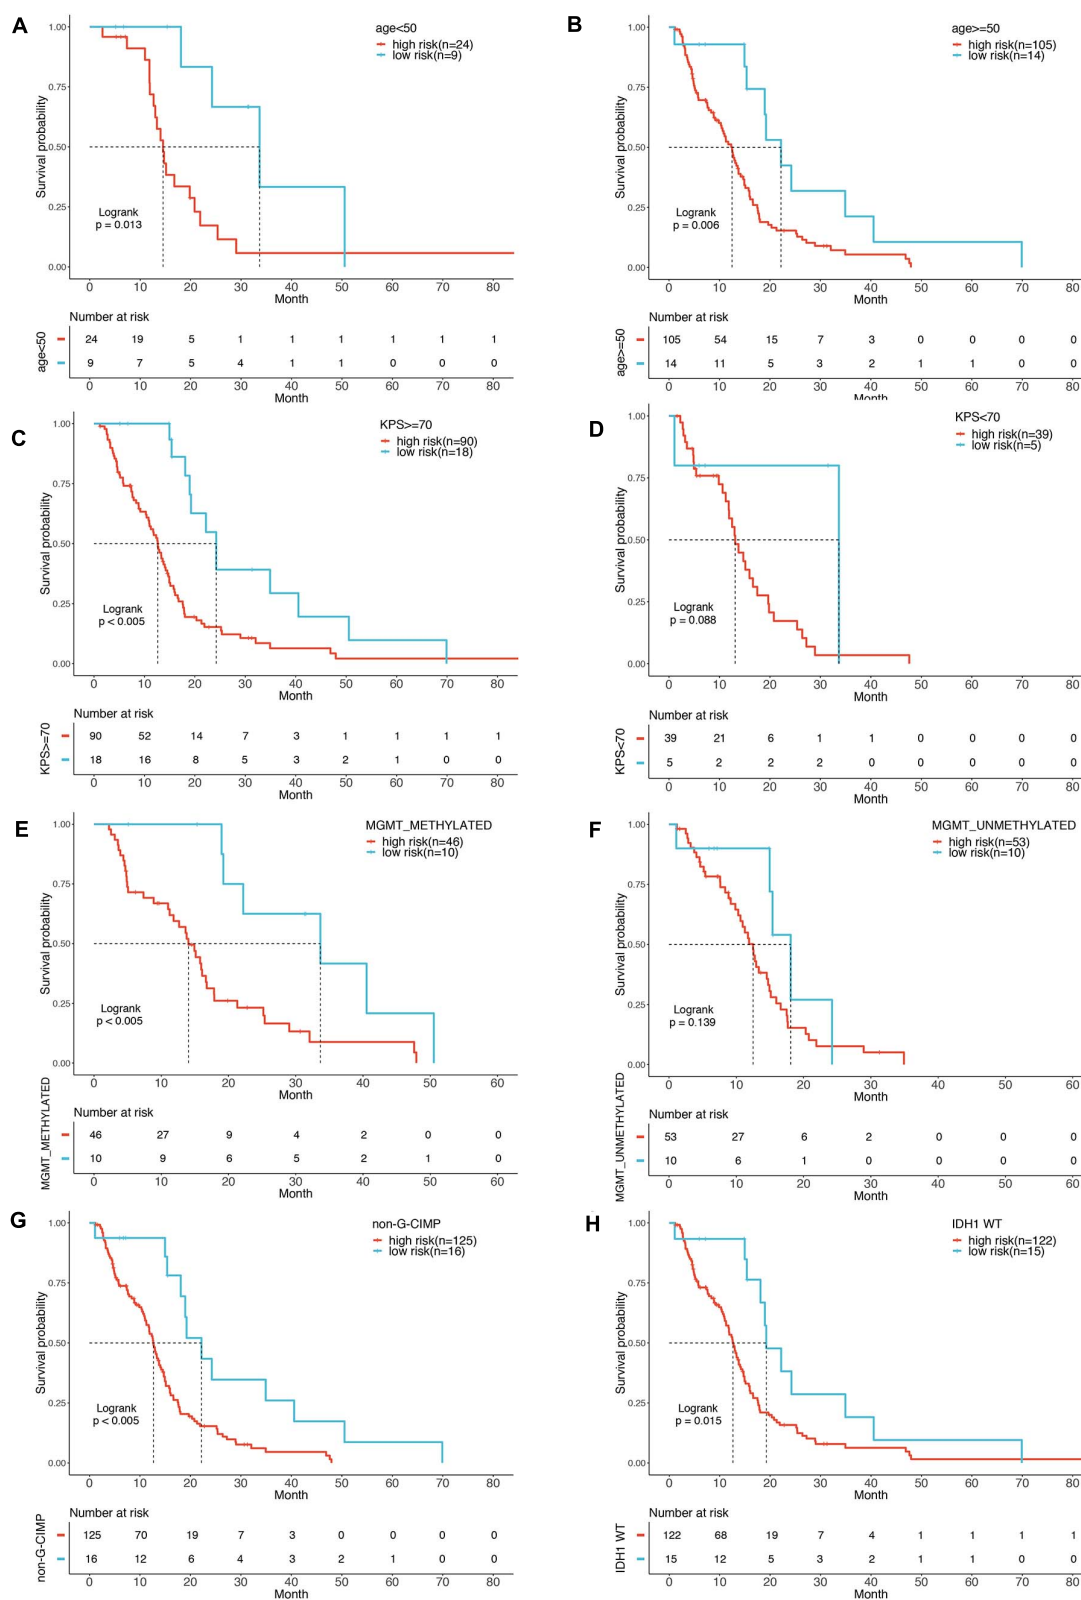 A
age<50
high risk(n=24)
low risk(n=9)
1.00
0.75
0.50
0.25
0.00
Survival probability
Logrank
p = 0.013
0 10 20 30 40 50 60 70 80
Month
Number at risk
age<50
24 19 5 1 1 1 1 1 1
9 7 5 4 1 1 0 0 0
0 10 20 30 40 50 60 70 80
Month
B
age>=50
high risk(n=105)
low risk(n=14)
1.00
0.75
0.50
0.25
0.00
Survival probability
Logrank
p = 0.006
0 10 20 30 40 50 60 70 80
Month
Number at risk
age>=50
105 54 15 7 3 0 0 0 0
14 11 5 3 2 1 1 0 0
0 10 20 30 40 50 60 70 80
Month
C
KPS>=70
high risk(n=90)
low risk(n=18)
1.00
0.75
0.50
0.25
0.00
Survival probability
Logrank
p < 0.005
0 10 20 30 40 50 60 70 80
Month
Number at risk
KPS>=70
90 52 14 7 3 1 1 1 1
18 16 8 5 3 2 1 0 0
0 10 20 30 40 50 60 70 80
Month
D
KPS<70
high risk(n=39)
low risk(n=5)
1.00
0.75
0.50
0.25
0.00
Survival probability
Logrank
p = 0.088
0 10 20 30 40 50 60 70 80
Month
Number at risk
KPS<70
39 21 6 1 1 0 0 0 0
5 2 2 2 0 0 0 0 0
0 10 20 30 40 50 60 70 80
Month
E
MGMT_METHYLATED
high risk(n=46)
low risk(n=10)
1.00
0.75
0.50
0.25
0.00
Survival probability
Logrank
p < 0.005
0 10 20 30 40 50 60
Month
Number at risk
MGMT_METHYLATED
46 27 9 4 2 0 0
10 9 6 5 2 1 0
0 10 20 30 40 50 60
Month
F
MGMT_UNMETHYLATED
high risk(n=53)
low risk(n=10)
1.00
0.75
0.50
0.25
0.00
Survival probability
Logrank
p = 0.139
0 10 20 30 40 50 60
Month
Number at risk
MGMT_UNMETHYLATED
53 27 6 2 0 0 0
10 6 1 0 0 0 0
0 10 20 30 40 50 60
Month
G
non-G-CIMP
high risk(n=125)
low risk(n=16)
1.00
0.75
0.50
0.25
0.00
Survival probability
Logrank
p < 0.005
0 10 20 30 40 50 60 70 80
Month
Number at risk
non-G-CIMP
125 70 19 7 3 0 0 0 0
16 12 6 4 3 2 1 0 0
0 10 20 30 40 50 60 70 80
Month
H
IDH1 WT
high risk(n=122)
low risk(n=15)
1.00
0.75
0.50
0.25
0.00
Survival probability
Logrank
p = 0.015
0 10 20 30 40 50 60 70 80
Month
Number at risk
IDH1 WT
122 68 19 7 4 1 1 1 1
15 12 5 3 2 1 1 0 0
0 10 20 30 40 50 60 70 80
Month